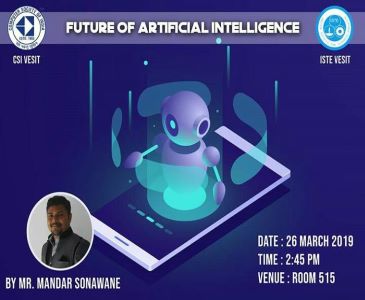 FUTURE OF ARTIFICIAL INTELLIGENCE
CSI VESIT
ISTE VESIT
DATE : 26 MARCH 2019
TIME : 2:45 PM
VENUE : ROOM 515
BY MR. MANDAR SONAWANE